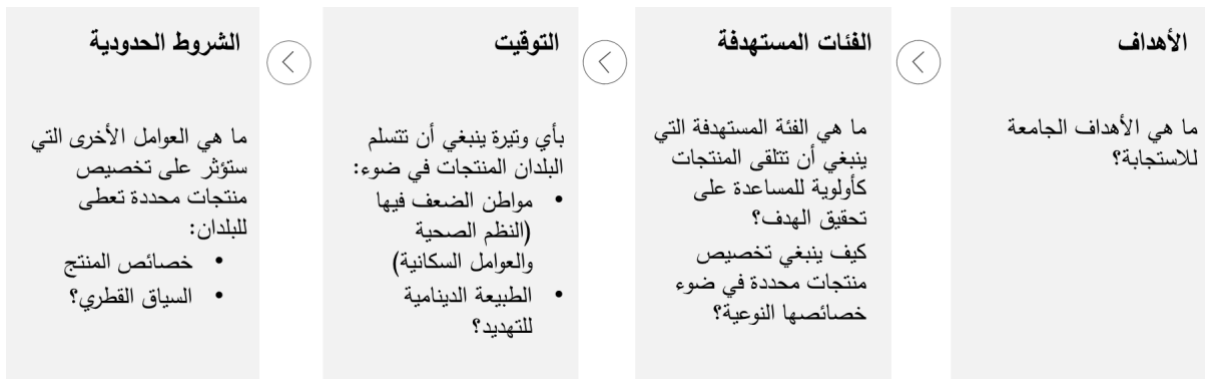 الأهداف
ما هي الأهداف الجامعة
للاستجابة؟
الفئات المستهدفة
ما هي الفئة المستهدفة التي
ينبغي أن تتلقى المنتجات
كأولوية للمساعدة على
تحقيق الهدف؟
كيف ينبغي تخصيص
منتجات محددة في ضوء
خصائصها النوعية؟
التوقيت
بأي وتيرة ينبغي أن تتسلم
البلدان المنتجات في ضوء:
• مواطن الضعف فيها
(النظم الصحية
والعوامل السكانية)
• الطبيعة الدينامية
للتهديد؟
الشروط الحدودية
ما هي العوامل الأخرى التي
ستؤثر على تخصيص
منتجات محددة تعطى
للبلدان:
• خصائص المنتج
• السياق القطري؟